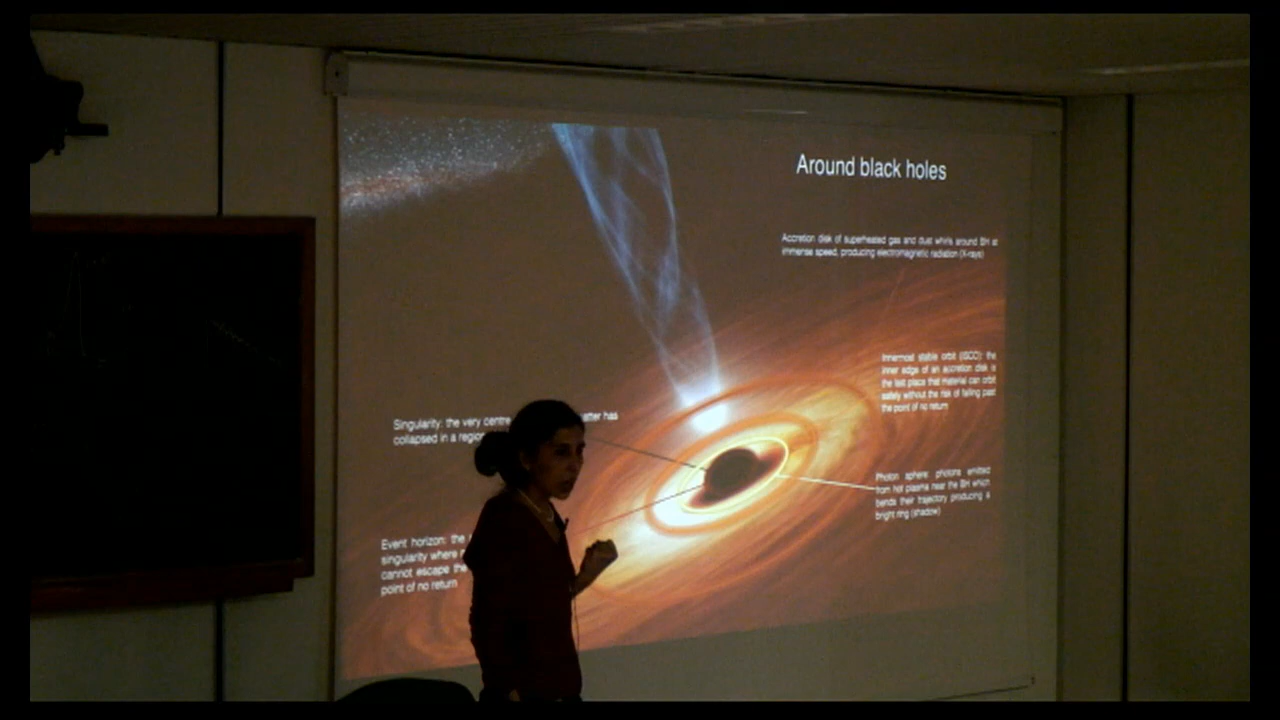 Around black holes
Accretion disk of superheated gas and dust whirls around BH at
immense speed, producing electromagnetic radiation (X-rays)
Innermost stable orbit (ISCO): the
inner edge of an accretion disk is
the last place that material can orbit
safely without the risk of falling past
the point of no return
Singularity: the very centre atter has
collapsed in a regio
Photon sphere: photons emitted
from hot plasma near the BH which
bends their trajectory producing a
bright ring (shadow)
Event horizon: the
singularity where
cannot escape the
point of no return